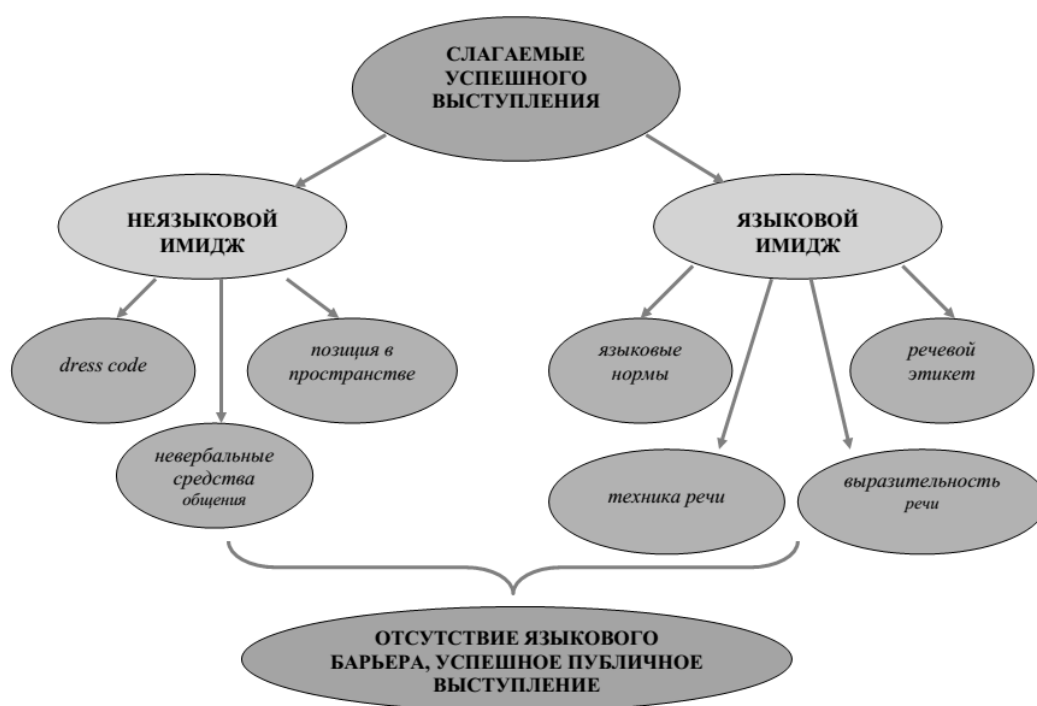 СЛАГАЕМЫЕ
УСПЕШНОГО
ВЫСТУПЛЕНИЯ
НЕЯЗЫКОВОЙ
ИМИДЖ
ЯЗЫКОВОЙ
ИМИДЖ
dress code
позиция в
пространстве
языковые
нормы
речевой
этикет
невербальные
средства
общения
техника речи
выразительность
речи
ОТСУТСТВИЕ ЯЗЫКОВОГО
БАРЬЕРА, УСПЕШНОЕ ПУБЛИЧНОЕ
ВЫСТУПЛЕНИЕ